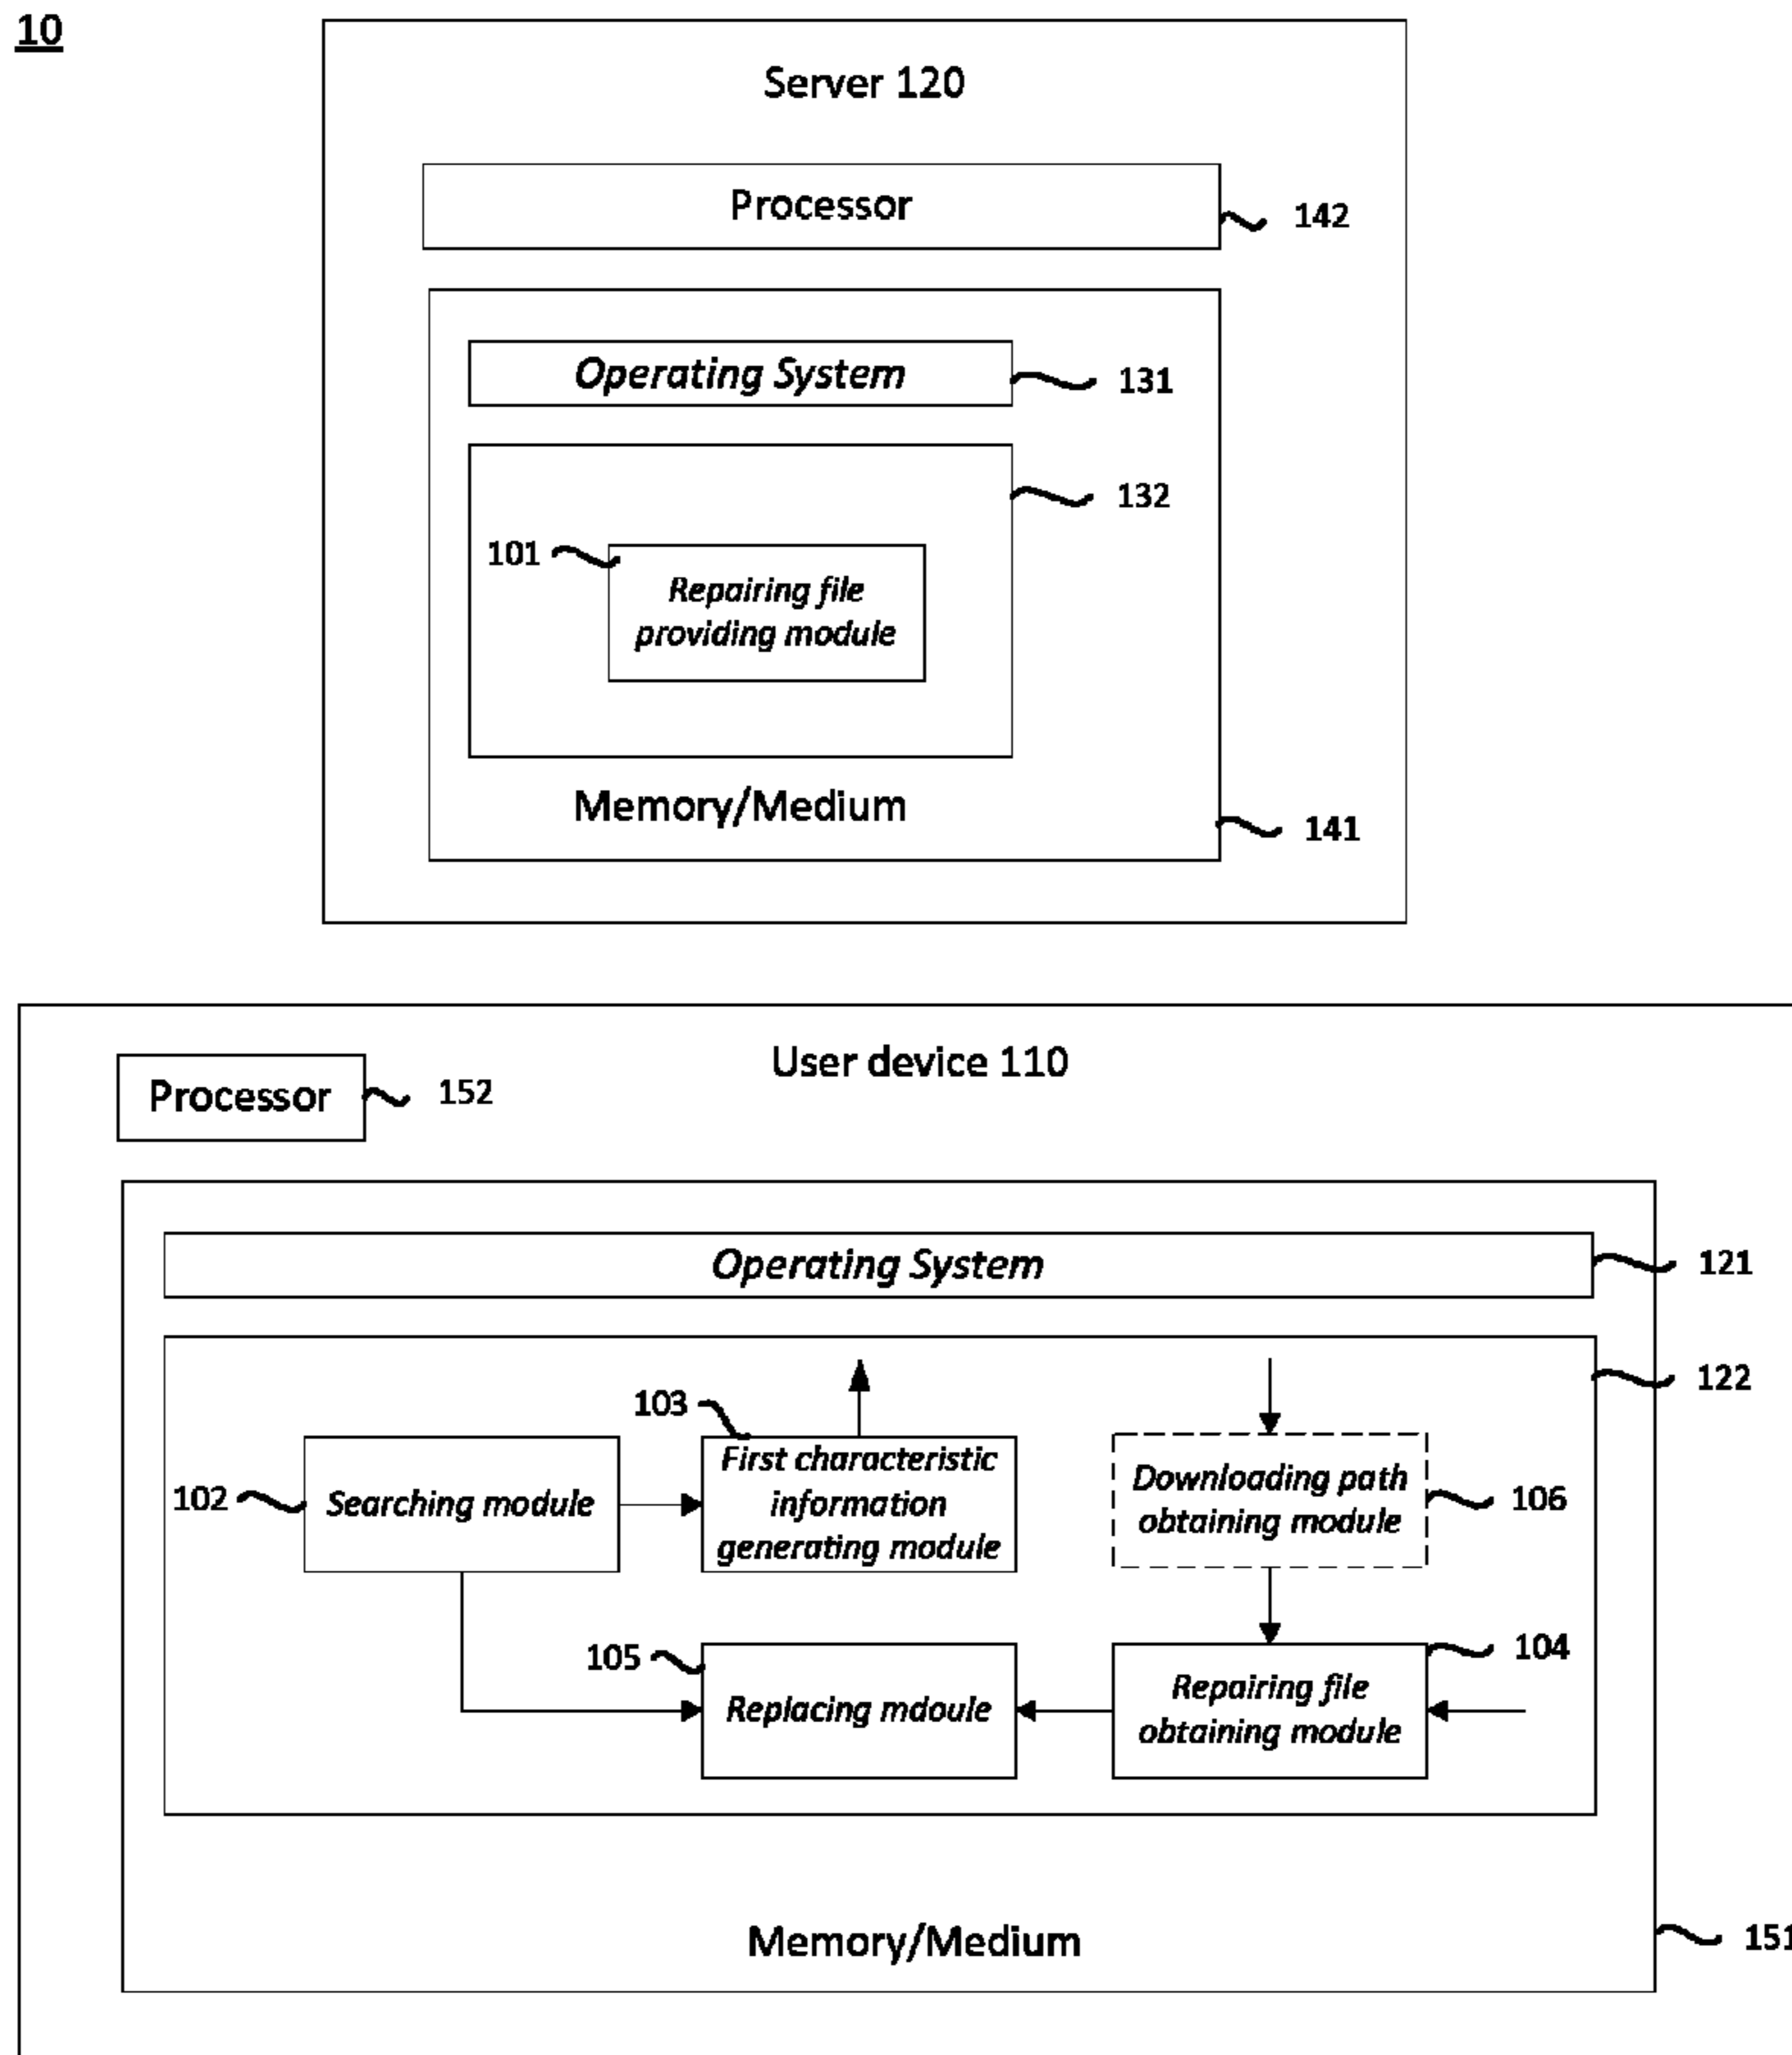 10
Server 120
Processor
142
Operating System
131
132
101
Repairing file
providing module
Memory/Medium
141
User device 110
Processor
152
Operating System
121
122
103
102
Searching module
First characteristic
information
generating module
Downloading path
obtaining module
106
105
Replacing mdoule
Repairing file
obtaining module
104
Memory/Medium
151